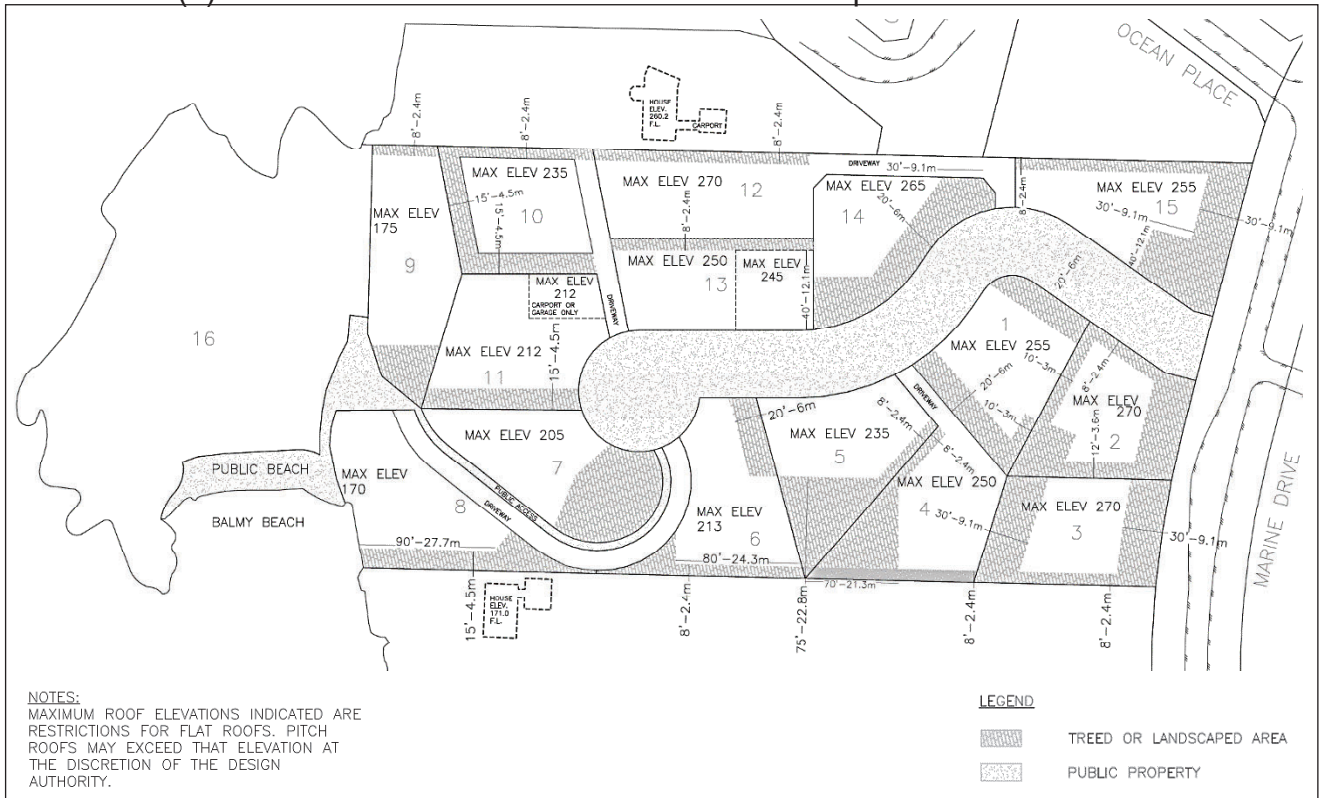 OCEAN PLACE
HOUSE
ELEV.
260.2
F.L.
CARPORT
8'-2.4m
8'-2.4m
8'-2.4m
DRIVEWAY
30'-9.1m
MAX ELEV 235
10
15'-4.5m
15'-4.5m
MAX ELEV 270
12
8'-2.4m
MAX ELEV 265
14
20'-6m
8'-2.4m
MAX ELEV 255
15
30'-9.1m
30'-9.1m
40'-12.1m
20'-6m
MAX ELEV
175
9
MAX ELEV 250
13
MAX ELEV
245
40'-12.1m
MAX ELEV
212
CARPORT OR
GARAGE ONLY
DRIVEWAY
16
MAX ELEV 212
11
15'-4.5m
1
MAX ELEV 255
10'-3m
20'-6m
10'-3m
8'-2.4m
MAX ELEV
270
2
12'-3.6m
DRIVEWAY
20'-6m
MAX ELEV 235
5
8'-2.4m
8'-2.4m
MAX ELEV 205
7
PUBLIC ACCESS
DRIVEWAY
PUBLIC BEACH
BALMY BEACH
MAX ELEV
170
8
90'-27.7m
MAX ELEV
213
6
80'-24.3m
MAX ELEV 250
4
30'-9.1m
MAX ELEV 270
3
30'-9.1m
MARINE DRIVE
70'-21.3m
HOUSE
ELEV.
171.0
F.L.
15'-4.5m
8'-2.4m
75'-22.8m
8'-2.4m
8'-2.4m
NOTES:
MAXIMUM ROOF ELEVATIONS INDICATED ARE
RESTRICTIONS FOR FLAT ROOFS. PITCH
ROOFS MAY EXCEED THAT ELEVATION AT
THE DISCRETION OF THE DESIGN
AUTHORITY.
LEGEND
TREED OR LANDSCAPED AREA
PUBLIC PROPERTY